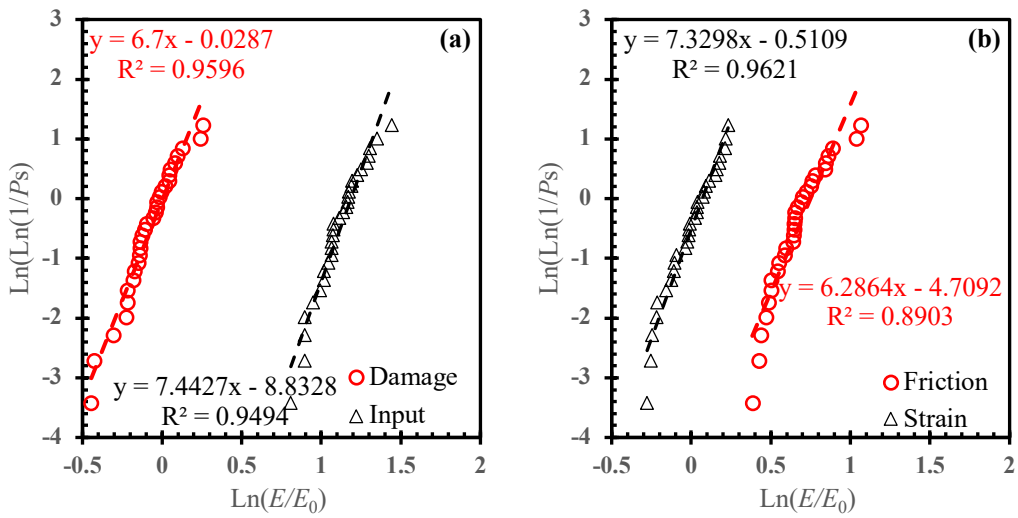 3
2
1
0
-1
-2
-3
-4
Ln(Ln(1/Ps)
-0.5
0
0.5
1
1.5
2
Ln(E/E₀)
(a)
y = 6.7x - 0.0287
R² = 0.9596
y = 7.4427x - 8.8328
R² = 0.9494
Damage
Input
3
2
1
0
-1
-2
-3
-4
Ln(Ln(1/Ps)
-0.5
0
0.5
1
1.5
2
Ln(E/E₀)
(b)
y = 7.3298x - 0.5109
R² = 0.9621
y = 6.2864x - 4.7092
R² = 0.8903
Friction
Strain